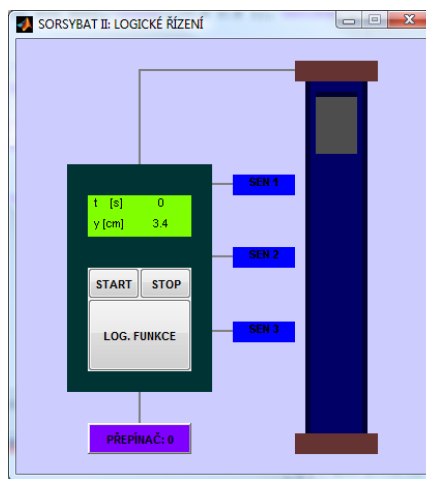 SORSYBAT II: LOGICKÉ ŘÍZENÍ
SEN 1
t [s] 0
y [cm] 3.4
SEN 2
START STOP
LOG. FUNKCE
SEN 3
PŘEPÍNAČ: 0